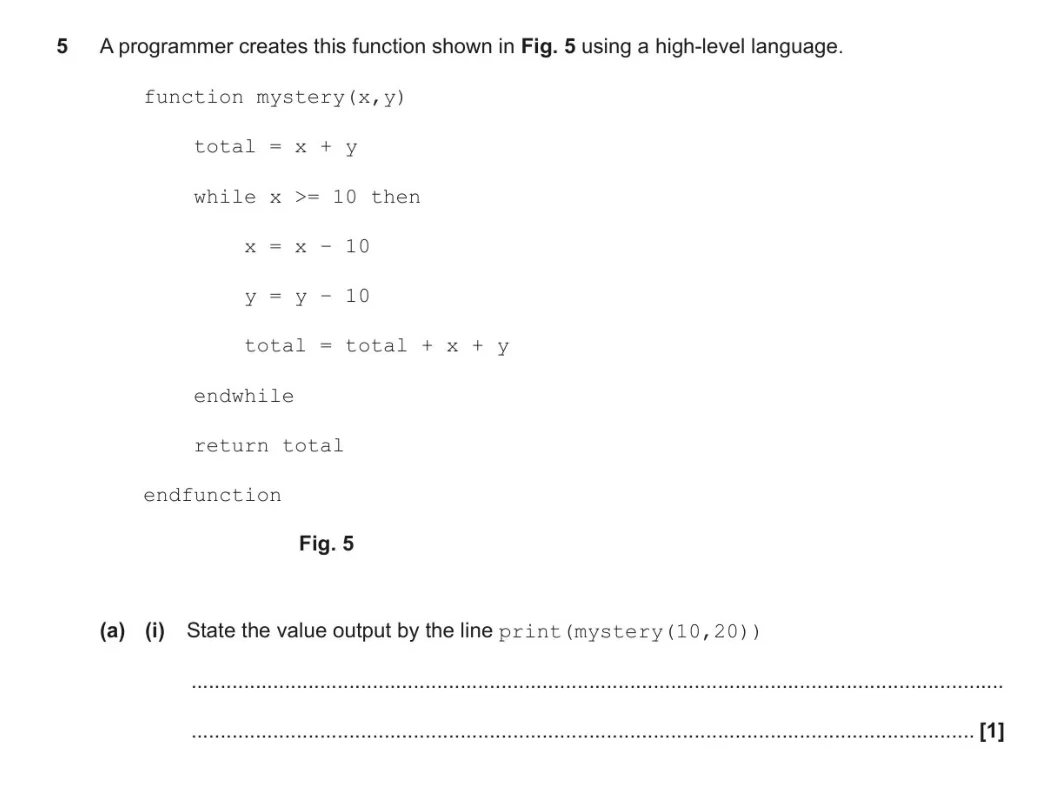 5 A programmer creates this function shown in Fig. 5 using a high-level language.
function mystery(x,y)
total = x + y
while x >= 10 then
x = x – 10
y = y – 10
total = total + x + y
endwhile
return total
endfunction
Fig. 5
(a) (i) State the value output by the line print(mystery(10,20))
....................................................................................................................................
.................................................................................................................................. [1]